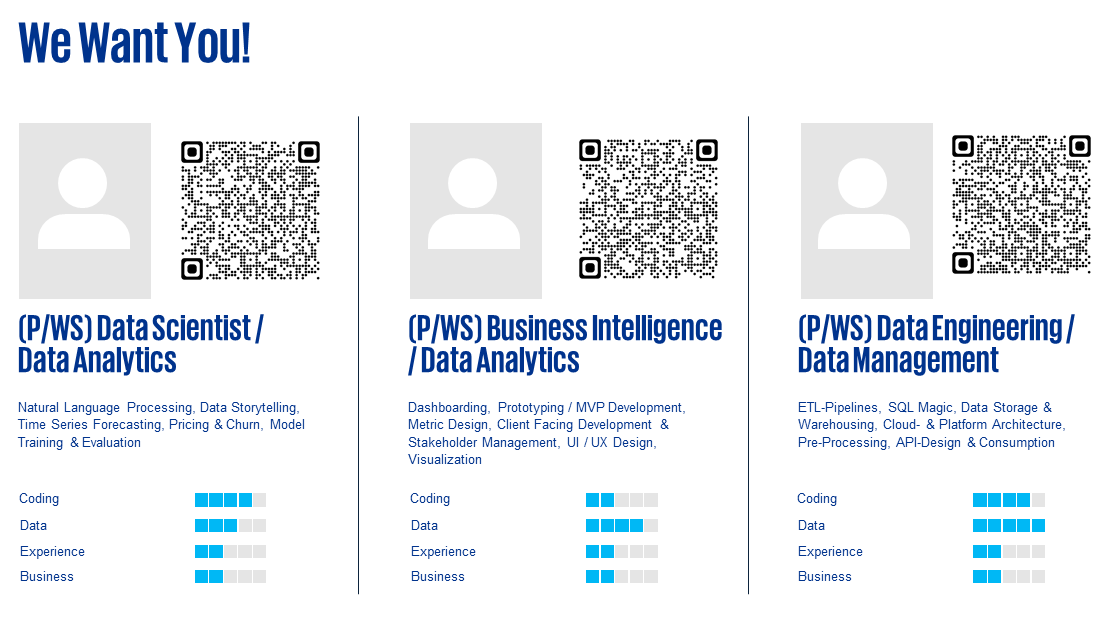 We Want You!
(P/WS) Data Scientist /
Data Analytics
Natural Language Processing, Data Storytelling,
Time Series Forecasting, Pricing & Churn, Model
Training & Evaluation
Coding
Data
Experience
Business
(P/WS) Business Intelligence
/ Data Analytics
Dashboarding, Prototyping / MVP Development,
Metric Design, Client Facing Development &
Stakeholder Management, UI / UX Design,
Visualization
Coding
Data
Experience
Business
(P/WS) Data Engineering /
Data Management
ETL-Pipelines, SQL Magic, Data Storage &
Warehousing, Cloud- & Platform Architecture,
Pre-Processing, API-Design & Consumption
Coding
Data
Experience
Business